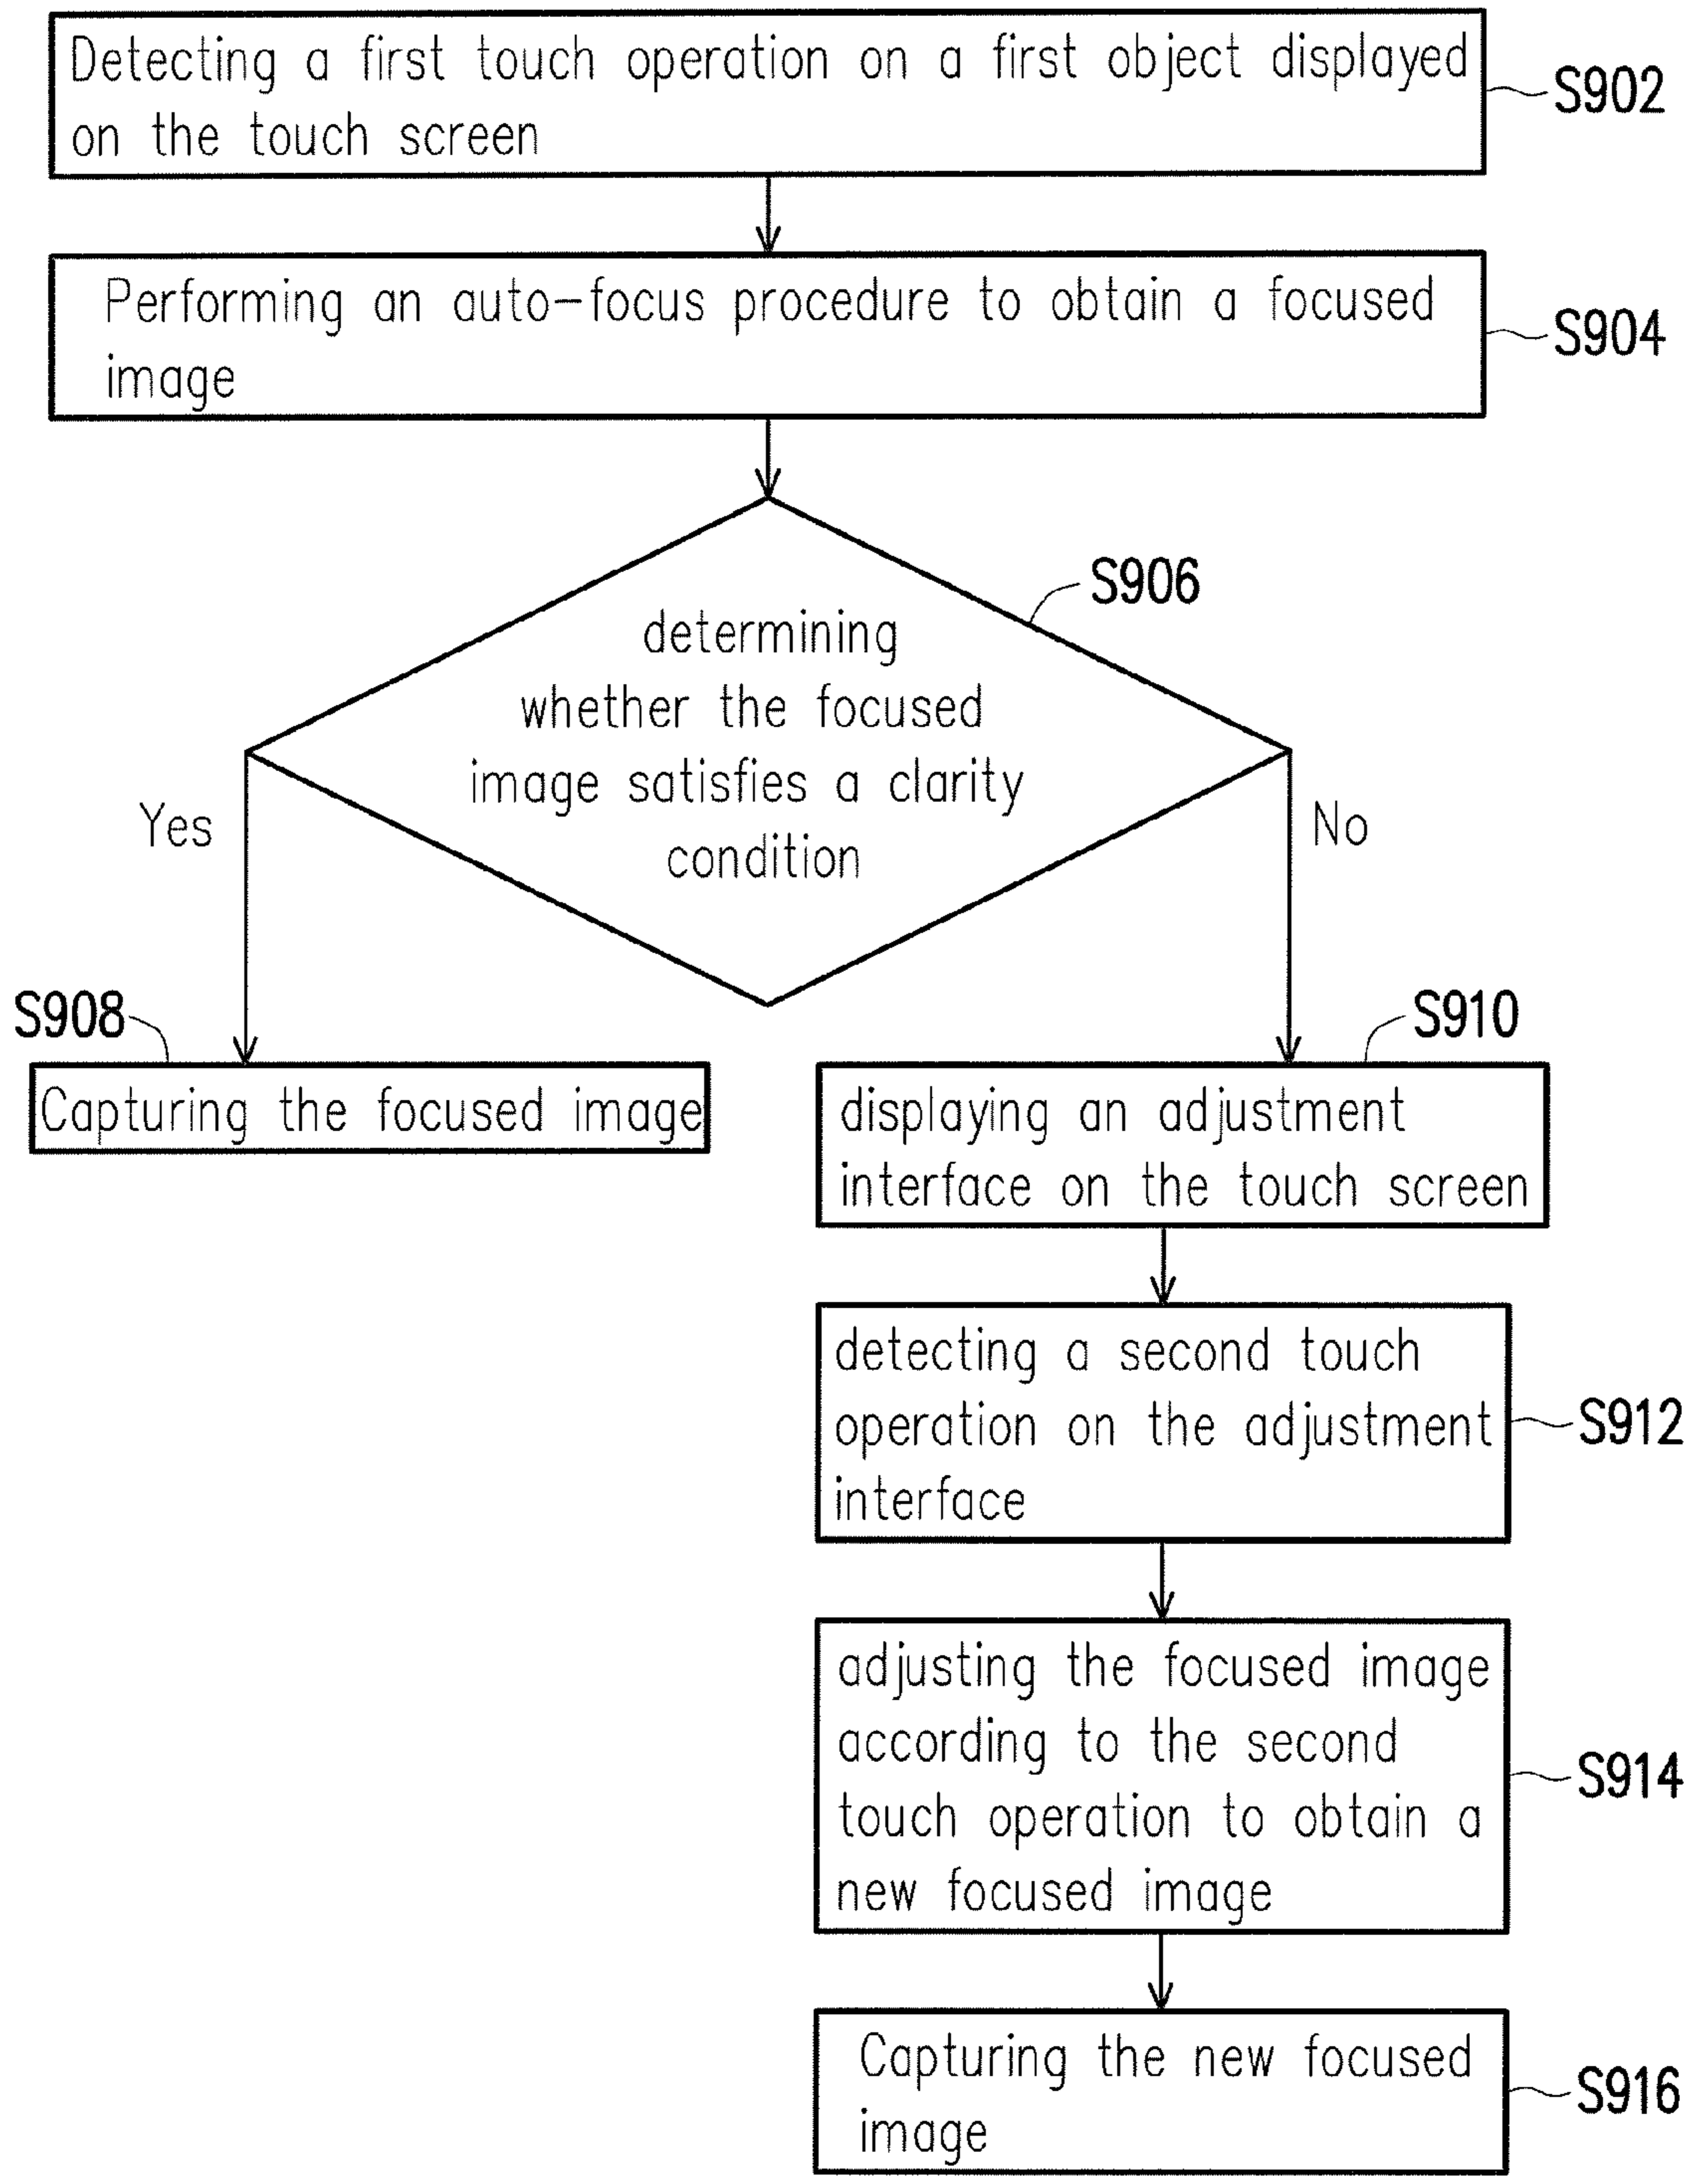 Detecting a first touch operation on a first object displayed
on the touch screen
S902
Performing an auto-focus procedure to obtain a focused
image
S904
S906
determining
whether the focused
image satisfies a clarity
condition
Yes
No
S908
Capturing the focused image
S910
displaying an adjustment
interface on the touch screen
detecting a second touch
operation on the adjustment
interface
S912
adjusting the focused image
according to the second
touch operation to obtain a
new focused image
S914
Capturing the new focused
image
S916